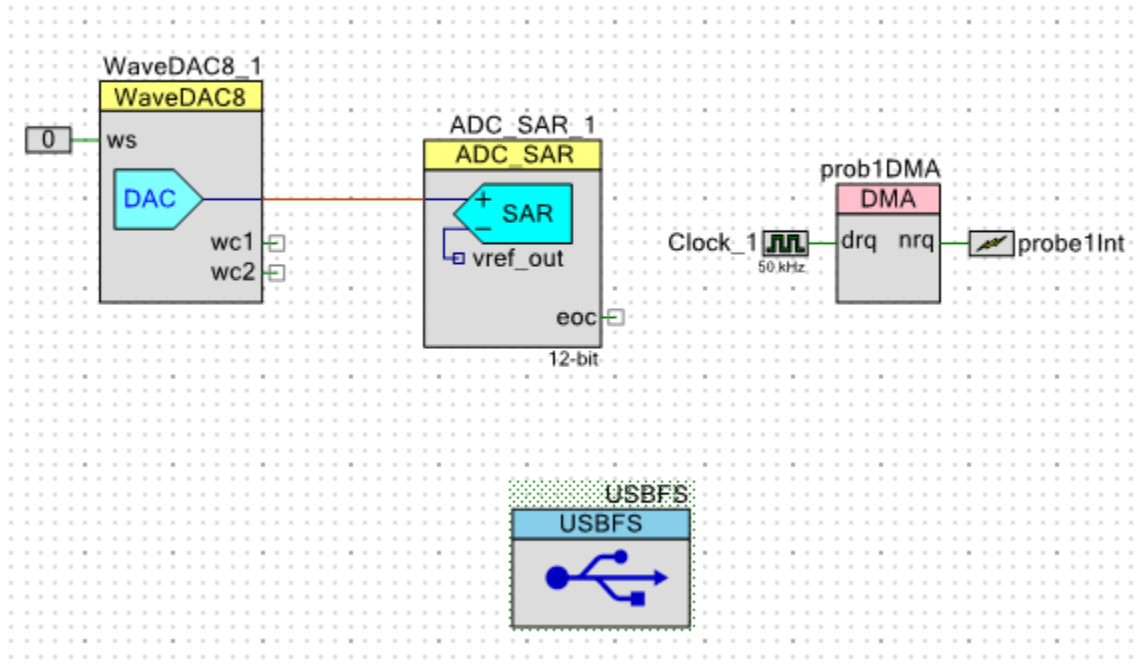 WaveDAC8_1
WaveDAC8
0
ws
DAC
wc1
wc2
ADC_SAR_1
ADC_SAR
+
SAR
−
vref_out
eoc
12-bit
prob1DMA
DMA
Clock_1
50 kHz
drq nrq
probe1Int
USBFS
USBFS